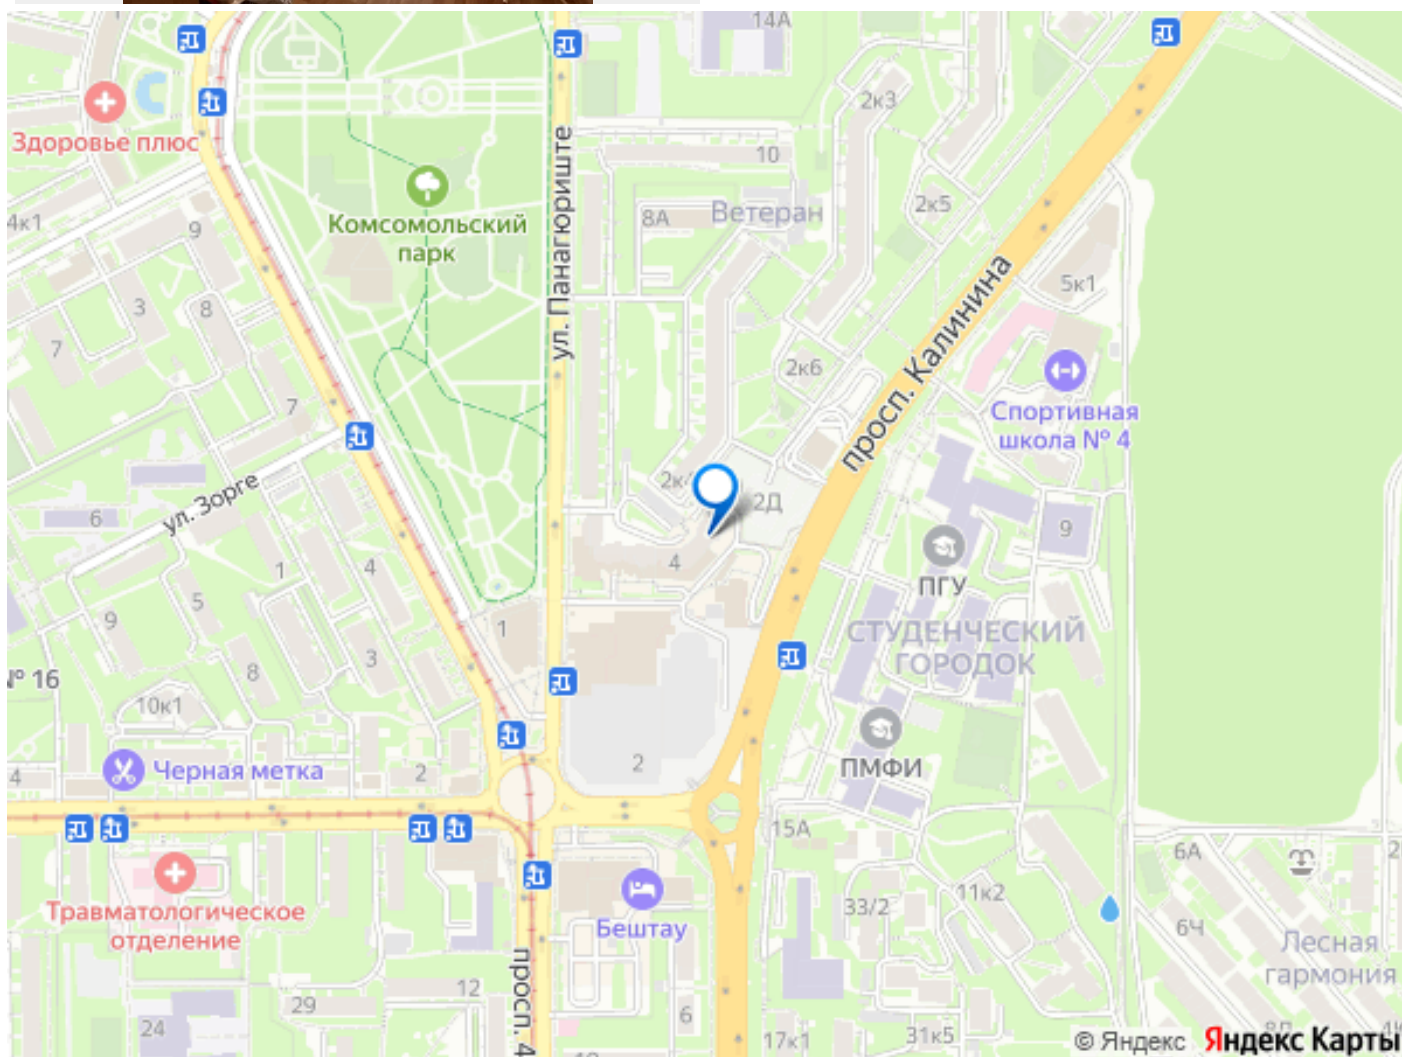 14А
2к3
Здоровье плюс
ул. Панагюриште
10
Комсомольский
парк
8А
Ветеран
2к5
4к1
9
5к1
3
8
7
просп. Калинина
2к6
7
Спортивная
школа № 4
ул. Зорге
2к4
2Д
6
9
4
ПГУ
1
4
5
9
1
СТУДЕНЧЕСКИЙ
ГОРОДОК
3
8
№ 16
10к1
4
Черная метка
2
2
ПМФИ
15А
6А
2
Травматологическое
отделение
Бештау
33/2
11к2
6Ч
Лесная
гармония
просп. 4
12
29
24
6
17к1
31к5
© Яндекс
Яндекс Карты